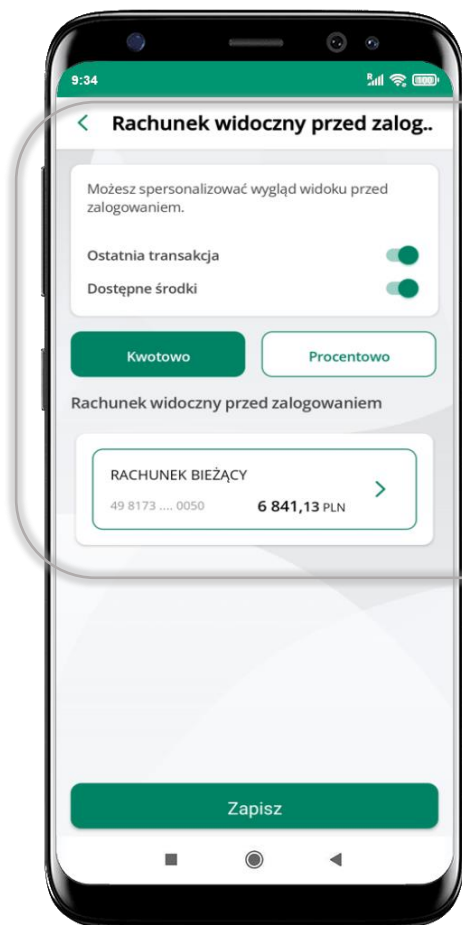 9:34
R 100
Rachunek widoczny przed zalog..
Możesz spersonalizować wygląd widoku przed
zalogowaniem.
Ostatnia transakcja
Dostępne środki
Kwotowo Procentowo
Rachunek widoczny przed zalogowaniem
RACHUNEK BIEŻĄCY
49 8173 .... 0050 6 841,13 PLN
Zapisz